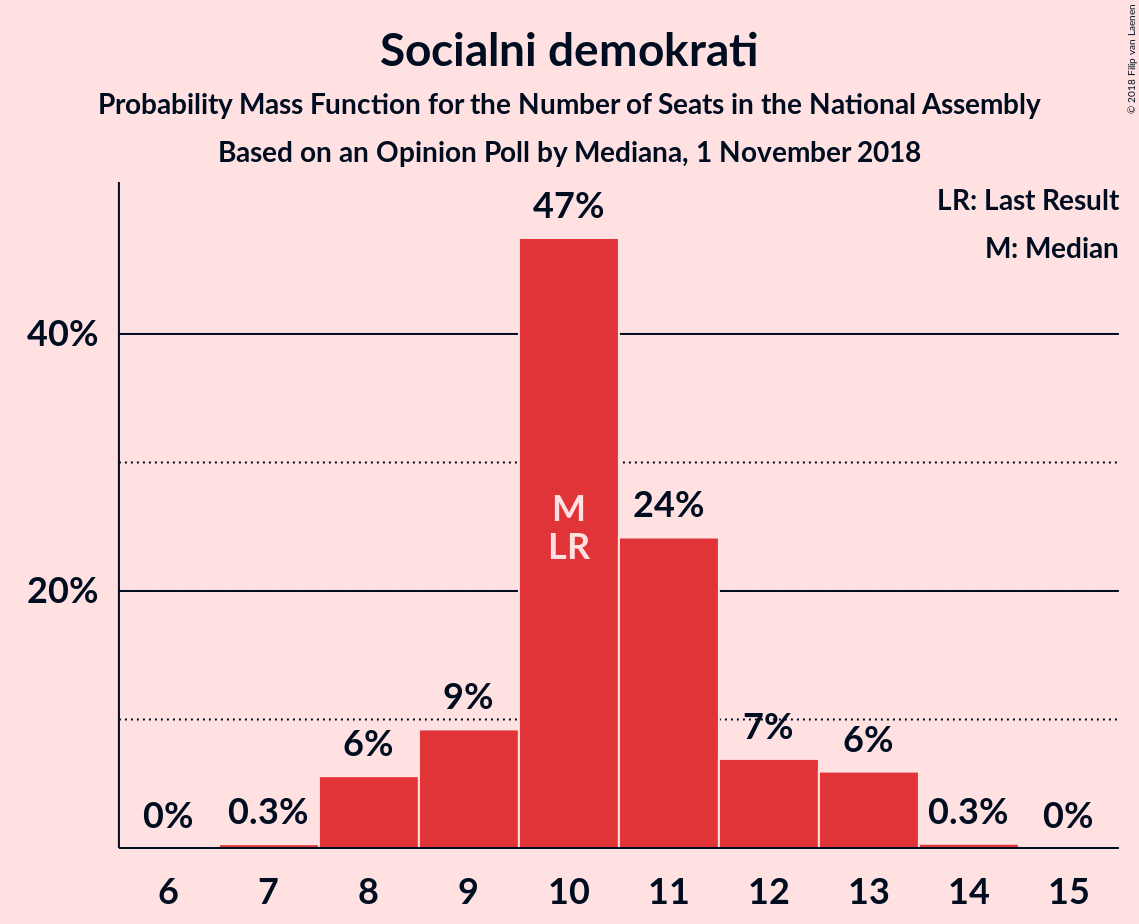 Socialni demokrati
Probability Mass Function for the Number of Seats in the National Assembly
Based on an Opinion Poll by Mediana, 1 November 2018
© 2018 Filip van Laenen
LR: Last Result
M: Median
40%
20%
0%
0.3%
6%
9%
47%
M
LR
24%
7%
6%
0.3%
0%
6 7 8 9 10 11 12 13 14 15